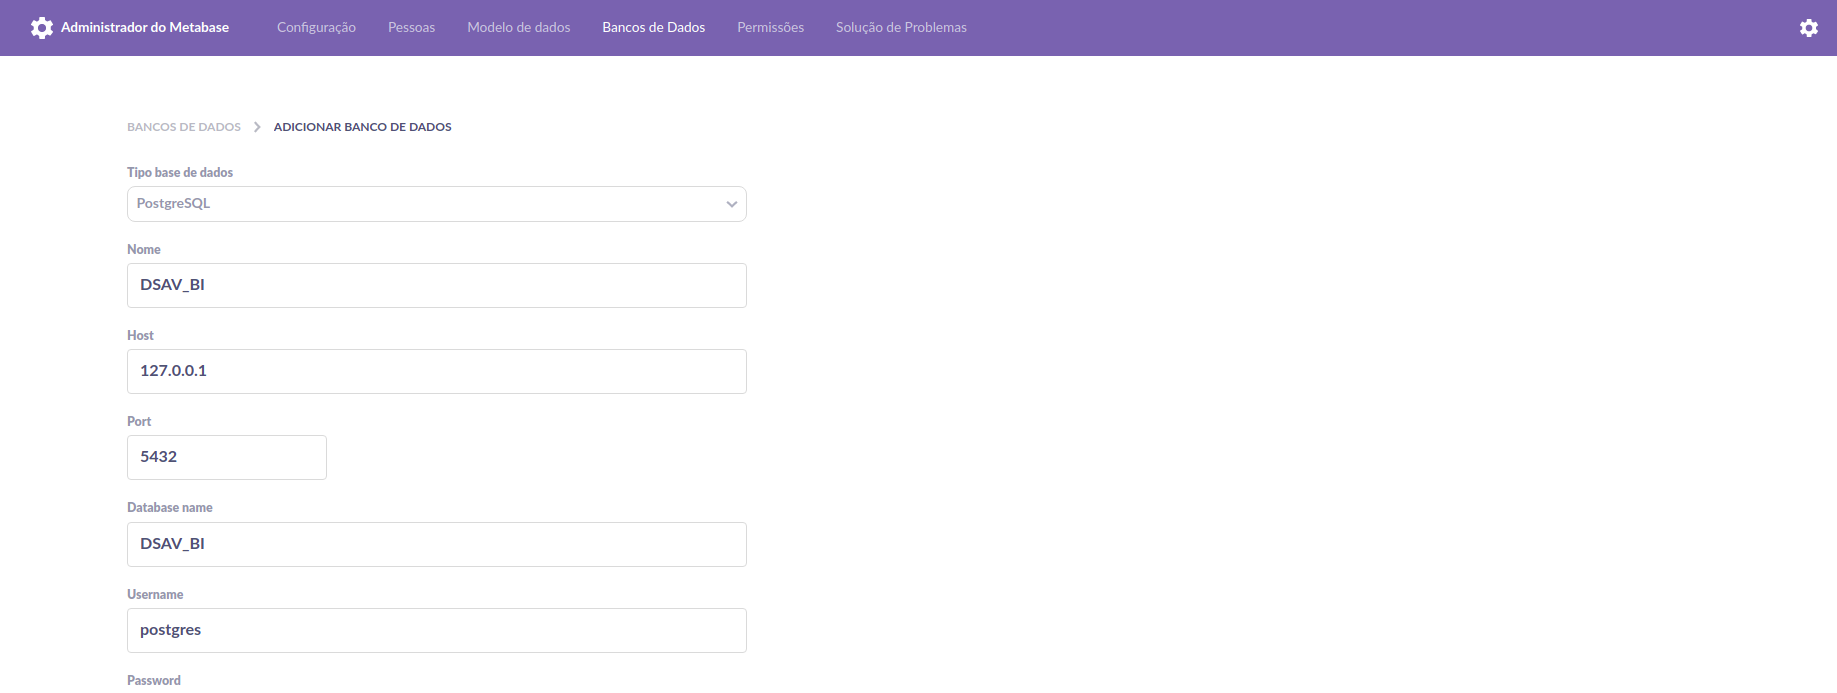 Administrador do Metabase Configuração Pessoas Modelo de dados Bancos de Dados Permissões Solução de Problemas
BANCOS DE DADOS > ADICIONAR BANCO DE DADOS
Tipo base de dados
PostgreSQL
Nome
DSAV_BI
Host
127.0.0.1
Port
5432
Database name
DSAV_BI
Username
postgres
Password